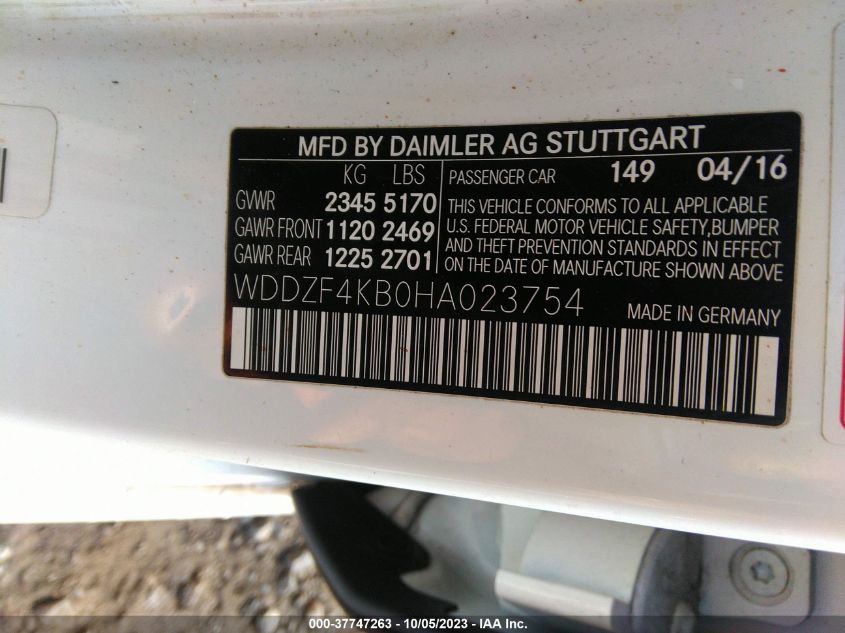 MFD BY DAIMLER AG STUTTGART
KG LBS
GVWR 2345 5170
GAWR FRONT 1120 2469
GAWR REAR 1225 2701
PASSENGER CAR 149 04/16
THIS VEHICLE CONFORMS TO ALL APPLICABLE
U.S. FEDERAL MOTOR VEHICLE SAFETY,BUMPER
AND THEFT PREVENTION STANDARDS IN EFFECT
ON THE DATE OF MANUFACTURE SHOWN ABOVE
WDDZF4KB0HA023754
MADE IN GERMANY
000-37747263 - 10/05/2023 - IAA Inc.